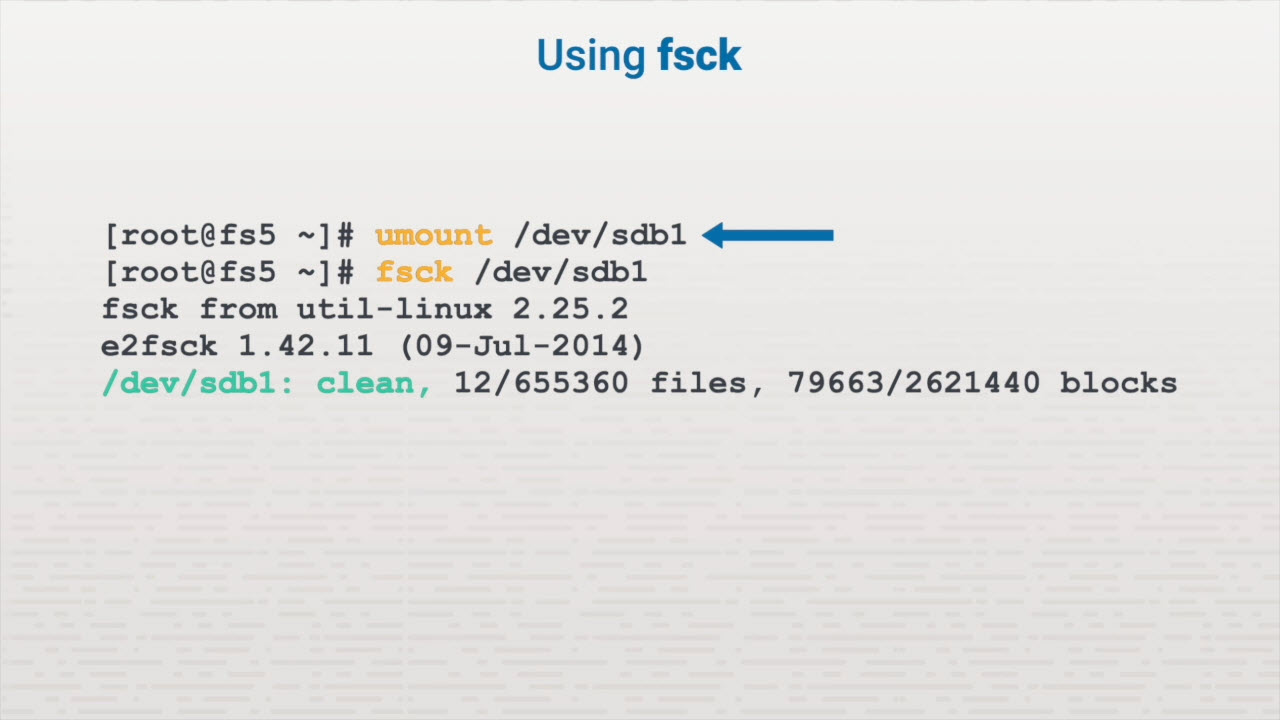 Using fsck
[root@fs5 ~]# umount /dev/sdb1
[root@fs5 ~]# fsck /dev/sdb1
fsck from util-linux 2.25.2
e2fsck 1.42.11 (09-Jul-2014)
/dev/sdb1: clean, 12/655360 files, 79663/2621440 blocks